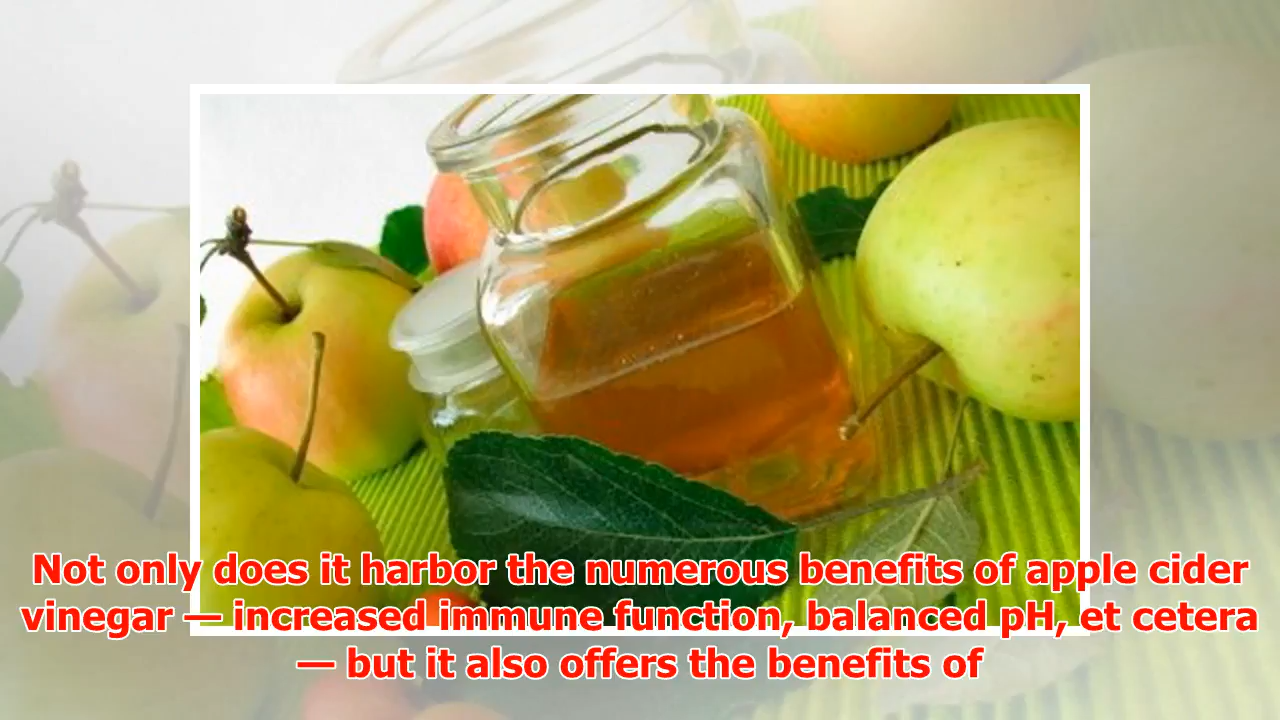 Not only does it harbor the numerous benefits of apple cider
vinegar — increased immune function, balanced pH, et cetera
— but it also offers the benefits of